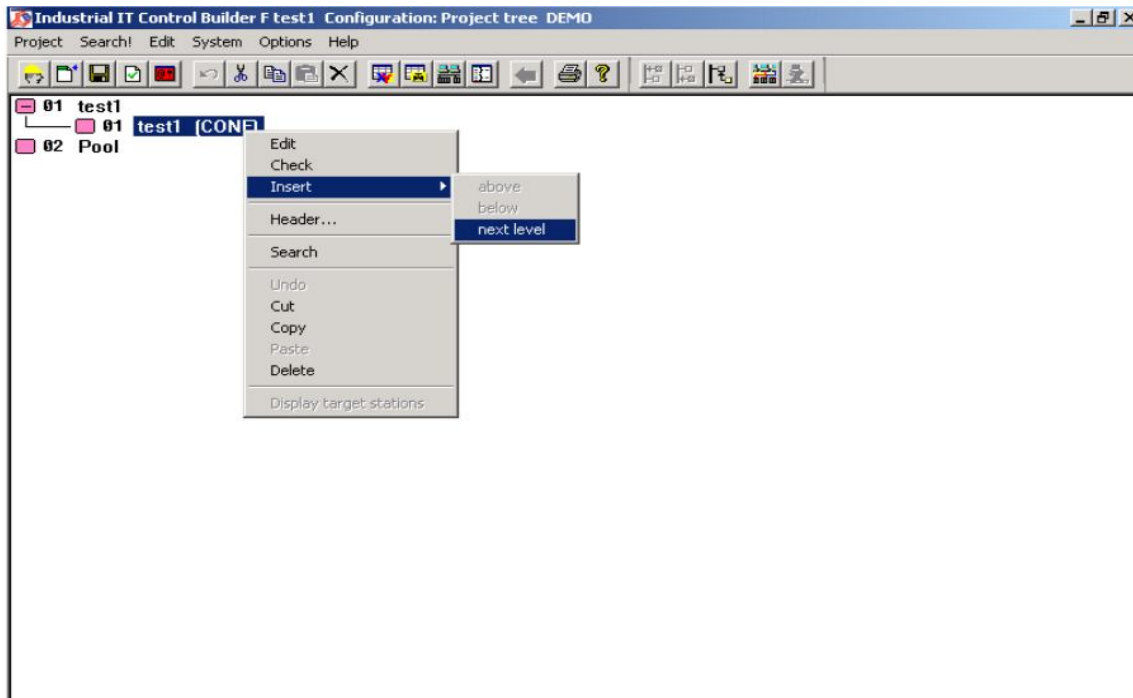 Industrial IT Control Builder F test1 Configuration: Project tree DEMO
Project Search! Edit System Options Help
01 test1
01 test1 (CONF)
02 Pool
Edit
Check
Insert
above
below
next level
Header...
Search
Undo
Cut
Copy
Paste
Delete
Display target stations